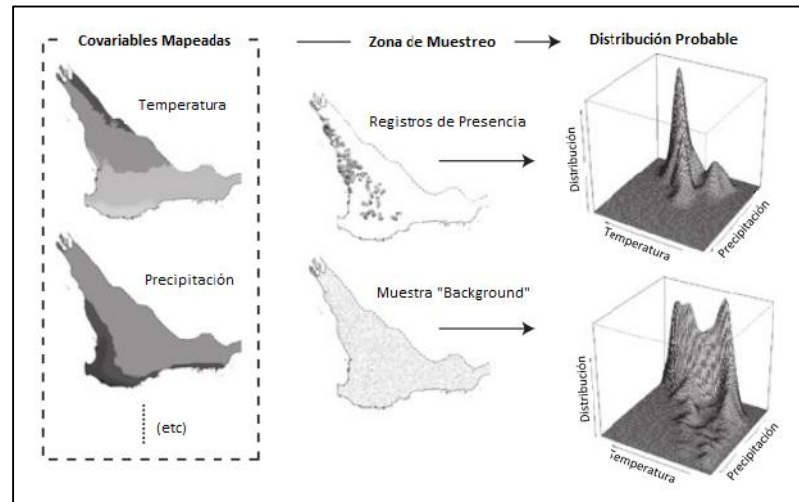 Covariables Mapeadas
Temperatura
Precipitación
(etc)
Zona de Muestreo
Registros de Presencia
Muestra "Background"
Distribución Probable
Distribución
Temperatura
Precipitación
Distribución
Temperatura
Precipitación